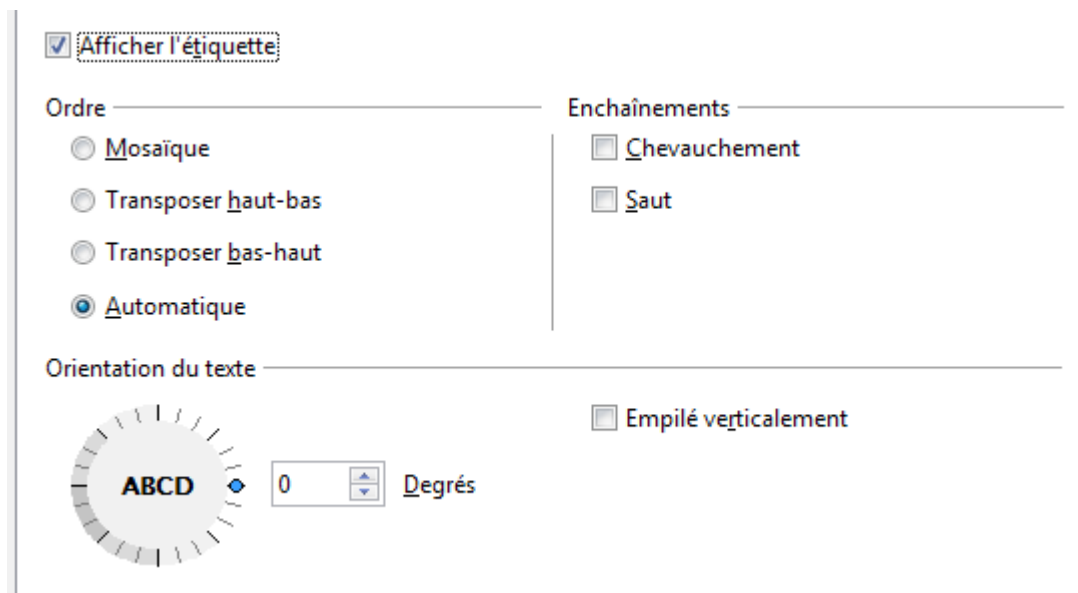 Afficher l'étiquette
Ordre
Mosaïque
Transposer haut-bas
Transposer bas-haut
Automatique
Enchaînements
Chevauchement
Saut
Orientation du texte
ABCD
0
Degrés
Empilé verticalement